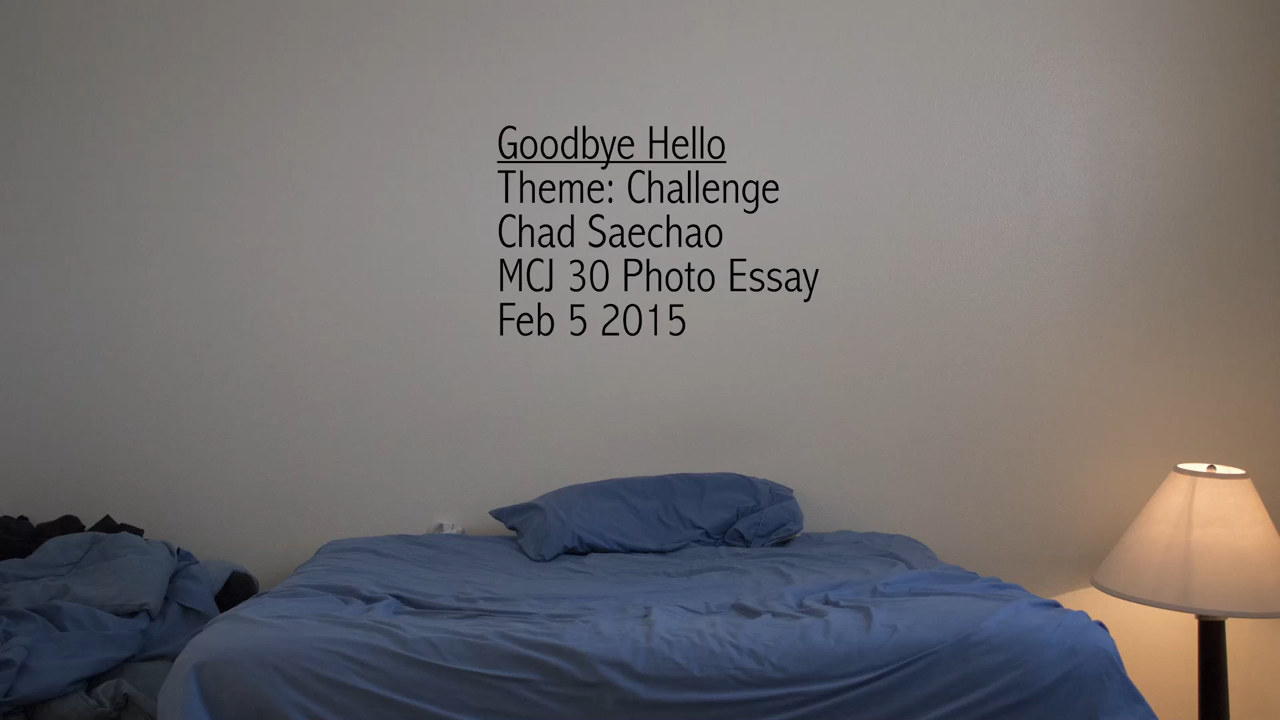 Goodbye Hello
Theme: Challenge
Chad Saechao
MCJ 30 Photo Essay
Feb 5 2015